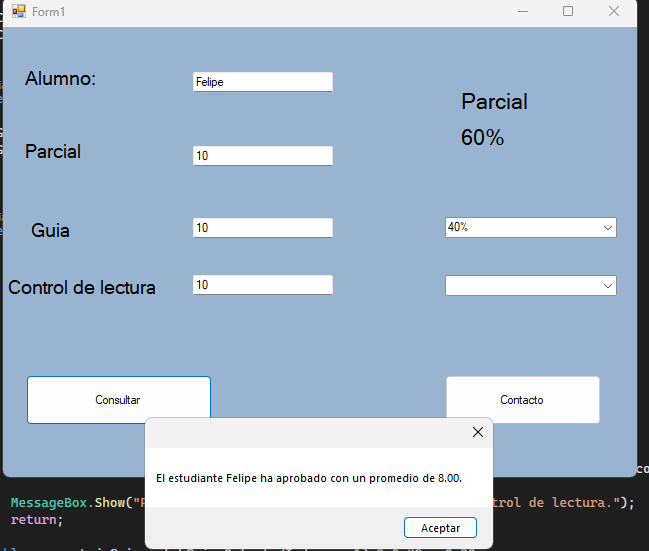 Form1
Alumno:
Felipe
Parcial
60%
Parcial
10
Guia
10
40%
Control de lectura
10
Consultar
Contacto
El estudiante Felipe ha aprobado con un promedio de 8.00.
Aceptar
MessageBox.Show("P trol de lectura.");
return;